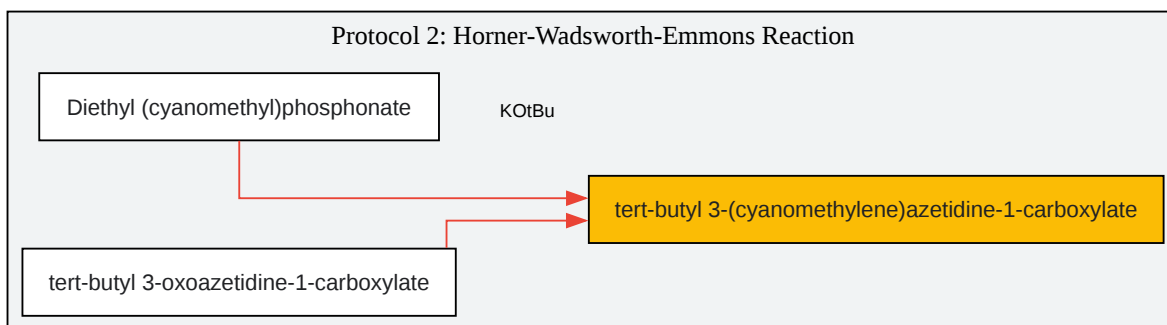 Protocol 2: Horner-Wadsworth-Emmons Reaction
Diethyl (cyanomethyl)phosphonate
KOtBu
tert-butyl 3-(cyanomethylene)azetidine-1-carboxylate
tert-butyl 3-oxoazetidine-1-carboxylate